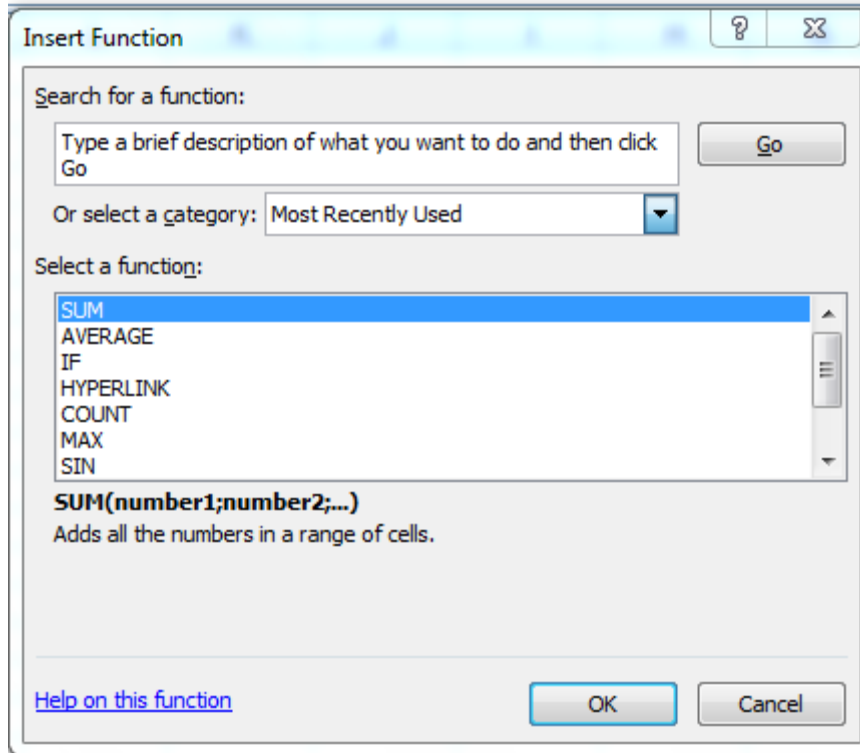 Insert Function
Search for a function:
Type a brief description of what you want to do and then click
Go
Go
Or select a category: Most Recently Used
Select a function:
SUM
AVERAGE
IF
HYPERLINK
COUNT
MAX
SIN
SUM(number1;number2;...)
Adds all the numbers in a range of cells.
Help on this function
OK
Cancel